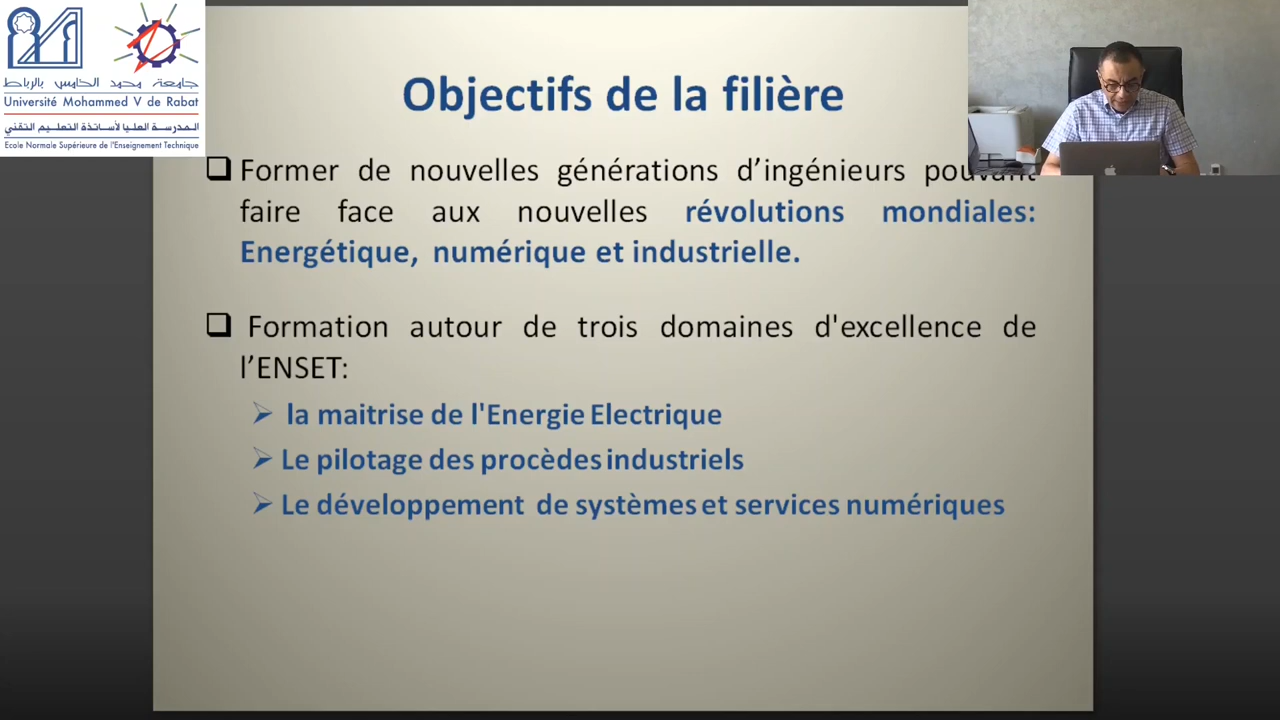 جامعة محمد الخامس بالرباط
Université Mohammed V de Rabat
المدرسة العليا لأساتذة التعليم التقني
Ecole Normale Supérieure de l'Enseignement Technique
Objectifs de la filière
❑ Former de nouvelles générations d'ingénieurs pouvant
faire face aux nouvelles révolutions mondiales:
Energétique, numérique et industrielle.
❑ Formation autour de trois domaines d'excellence de
l'ENSET:
➢ la maitrise de l'Energie Electrique
➢ Le pilotage des procèdes industriels
➢ Le développement de systèmes et services numériques